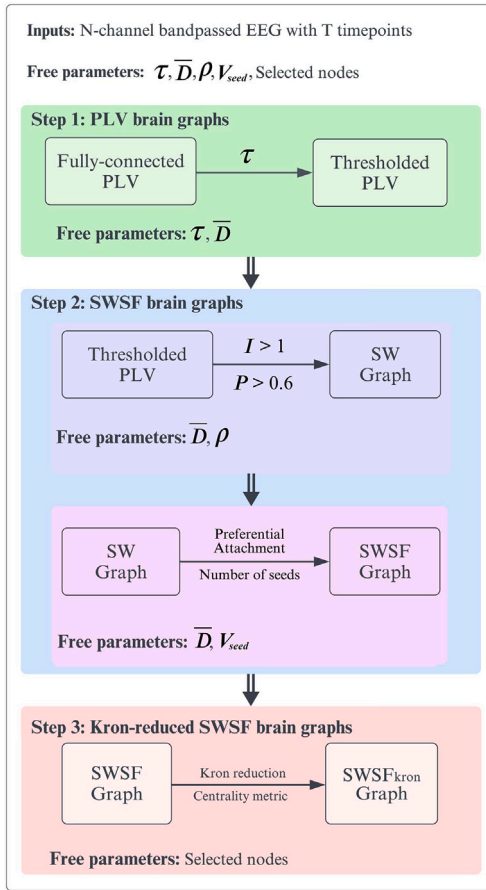 Inputs: N-channel bandpassed EEG with T timepoints
Free parameters: τ, D̅, ρ, Vseed, Selected nodes
Step 1: PLV brain graphs
Fully-connected
PLV
τ
Thresholded
PLV
Free parameters: τ, D̅
Step 2: SWSF brain graphs
Thresholded
PLV
I > 1
P > 0.6
SW
Graph
Free parameters: D̅, ρ
SW
Graph
Preferential
Attachment
Number of seeds
SWSF
Graph
Free parameters: D̅, Vseed
Step 3: Kron-reduced SWSF brain graphs
SWSF
Graph
Kron reduction
Centrality metric
SWSFkron
Graph
Free parameters: Selected nodes